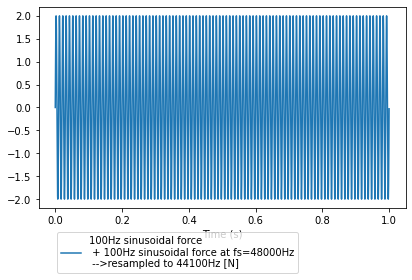 2.0
1.5
1.0
0.5
0.0
-0.5
-1.0
-1.5
-2.0
0.0 0.2 0.4 0.6 0.8 1.0
Time (s)
100Hz sinusoidal force
+ 100Hz sinusoidal force at fs=48000Hz
-->resampled to 44100Hz [N]